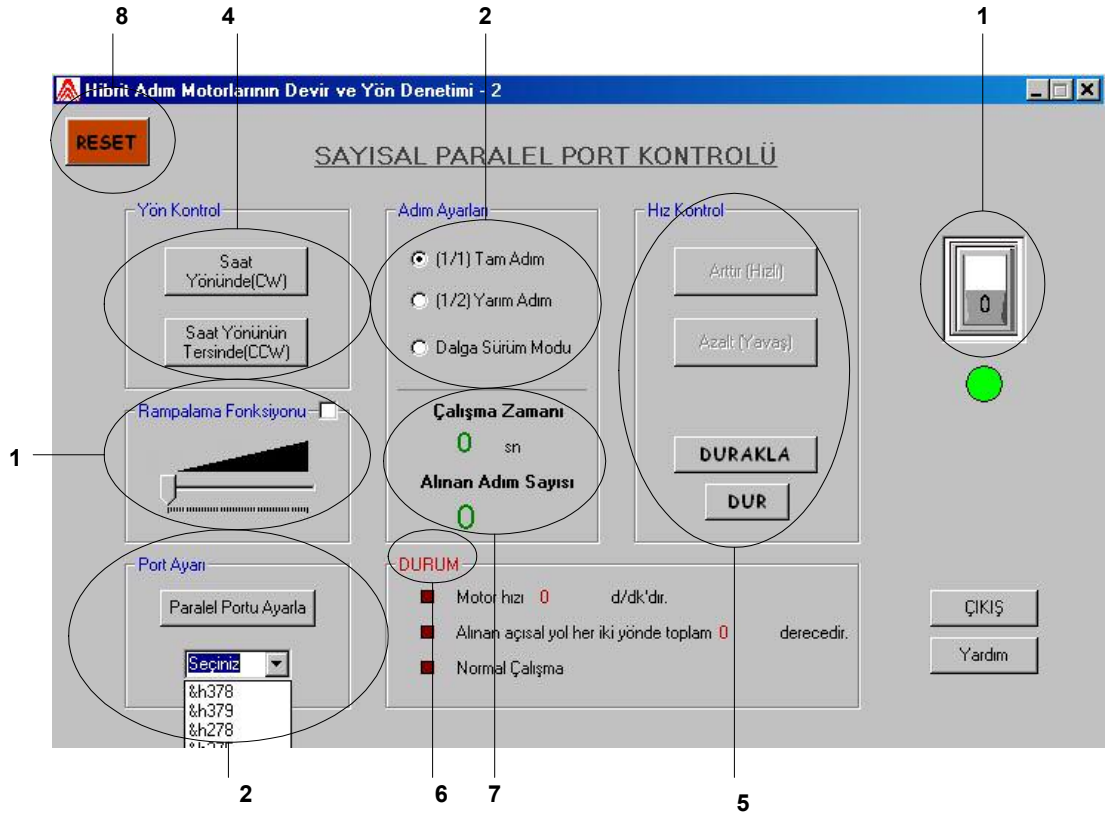 8 4 2 1
Hibrit Adım Motorlarının Devir ve Yön Denetimi - 2
RESET
SAYISAL PARALEL PORT KONTROLÜ
Yön Kontrol
Saat
Yönünde(CW)
Saat Yönünün
Tersinde(CCW)
Adım Ayarları
(1/1) Tam Adım
(1/2) Yarım Adım
Dalga Sürüm Modu
Hız Kontrol
Arttır (Hızlı)
Azalt (Yavaş)
0
1
Rampalama Fonksiyonu
Çalışma Zamanı
0 sn
Alınan Adım Sayısı
0
DURAKLA
DUR
Port Ayarı
Paralel Portu Ayarla
Seçiniz
&h378
&h379
&h278
DURUM
Motor hızı 0 d/dk'dır.
Alınan açısal yol her iki yönde toplam 0 derecedir.
Normal Çalışma
ÇIKIŞ
Yardım
2 6 7 5